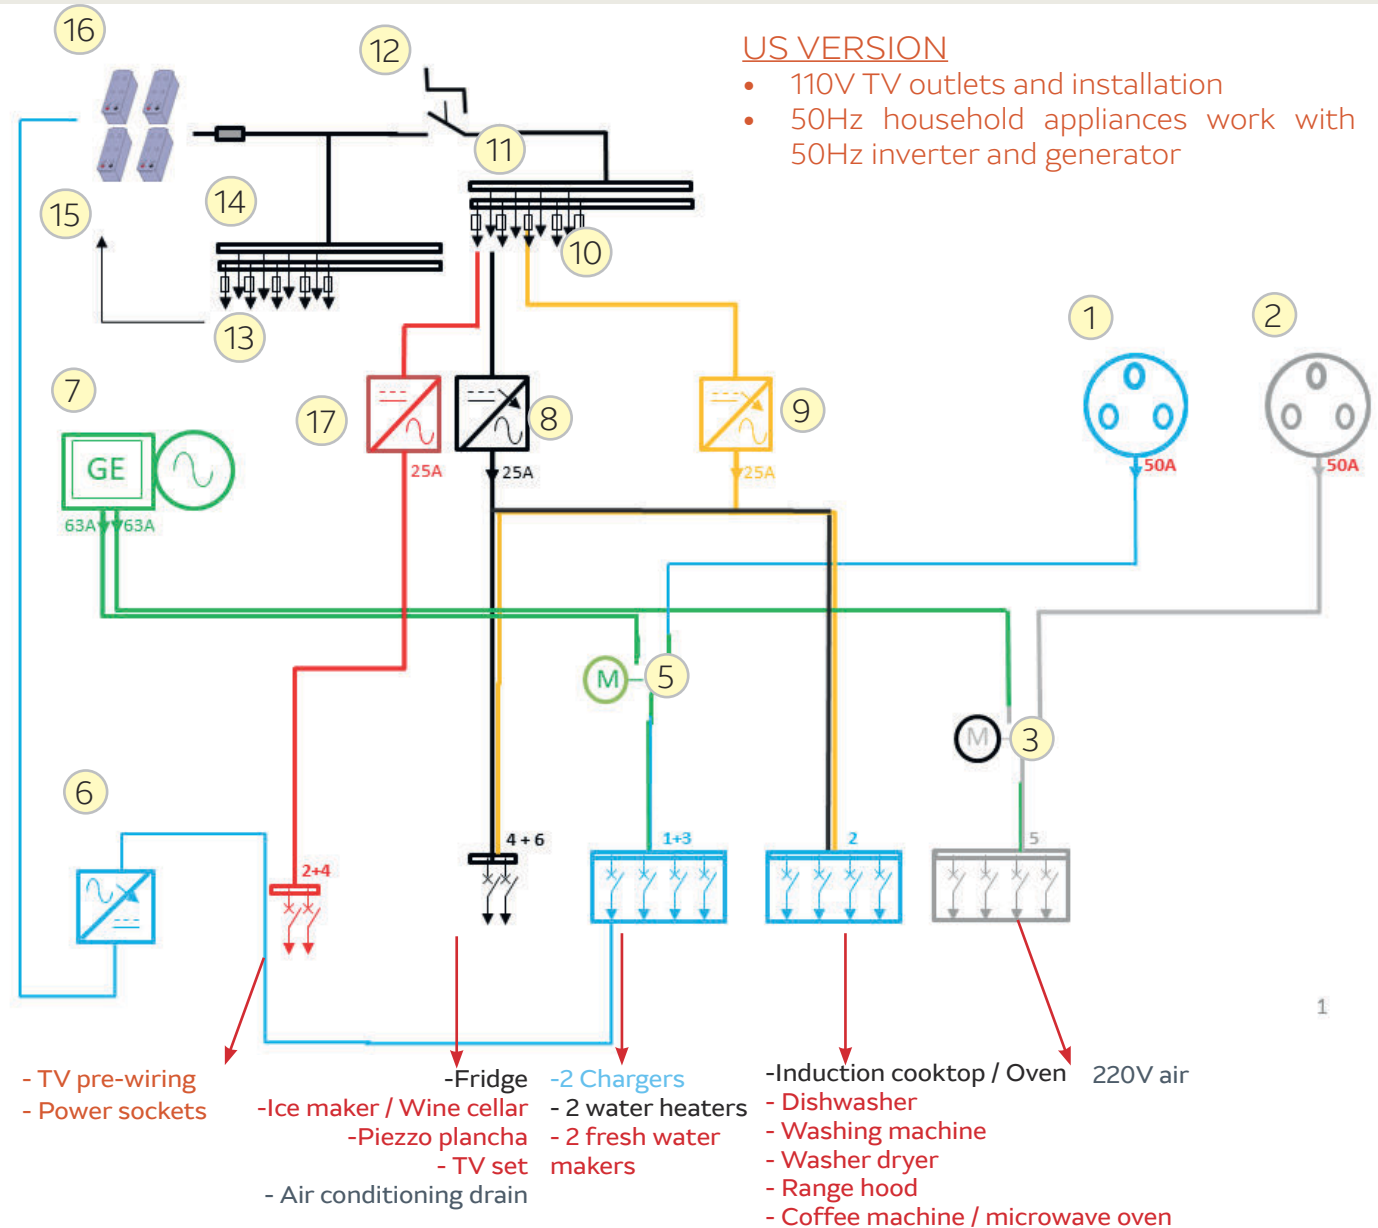 16
12
US VERSION
• 110V TV outlets and installation
• 50Hz household appliances work with
50Hz inverter and generator
11
15
14
10
13
1
2
7
17
8
9
GE
25A
25A
25A
50A
50A
63A
63A
M
5
M
3
6
2+4
4 + 6
1+3
2
5
1
- TV pre-wiring
- Power sockets
-Fridge
-Ice maker / Wine cellar
-Piezzo plancha
- TV set
- Air conditioning drain
-2 Chargers
- 2 water heaters
- 2 fresh water
makers
-Induction cooktop / Oven
- Dishwasher
- Washing machine
- Washer dryer
- Range hood
- Coffee machine / microwave oven
220V air